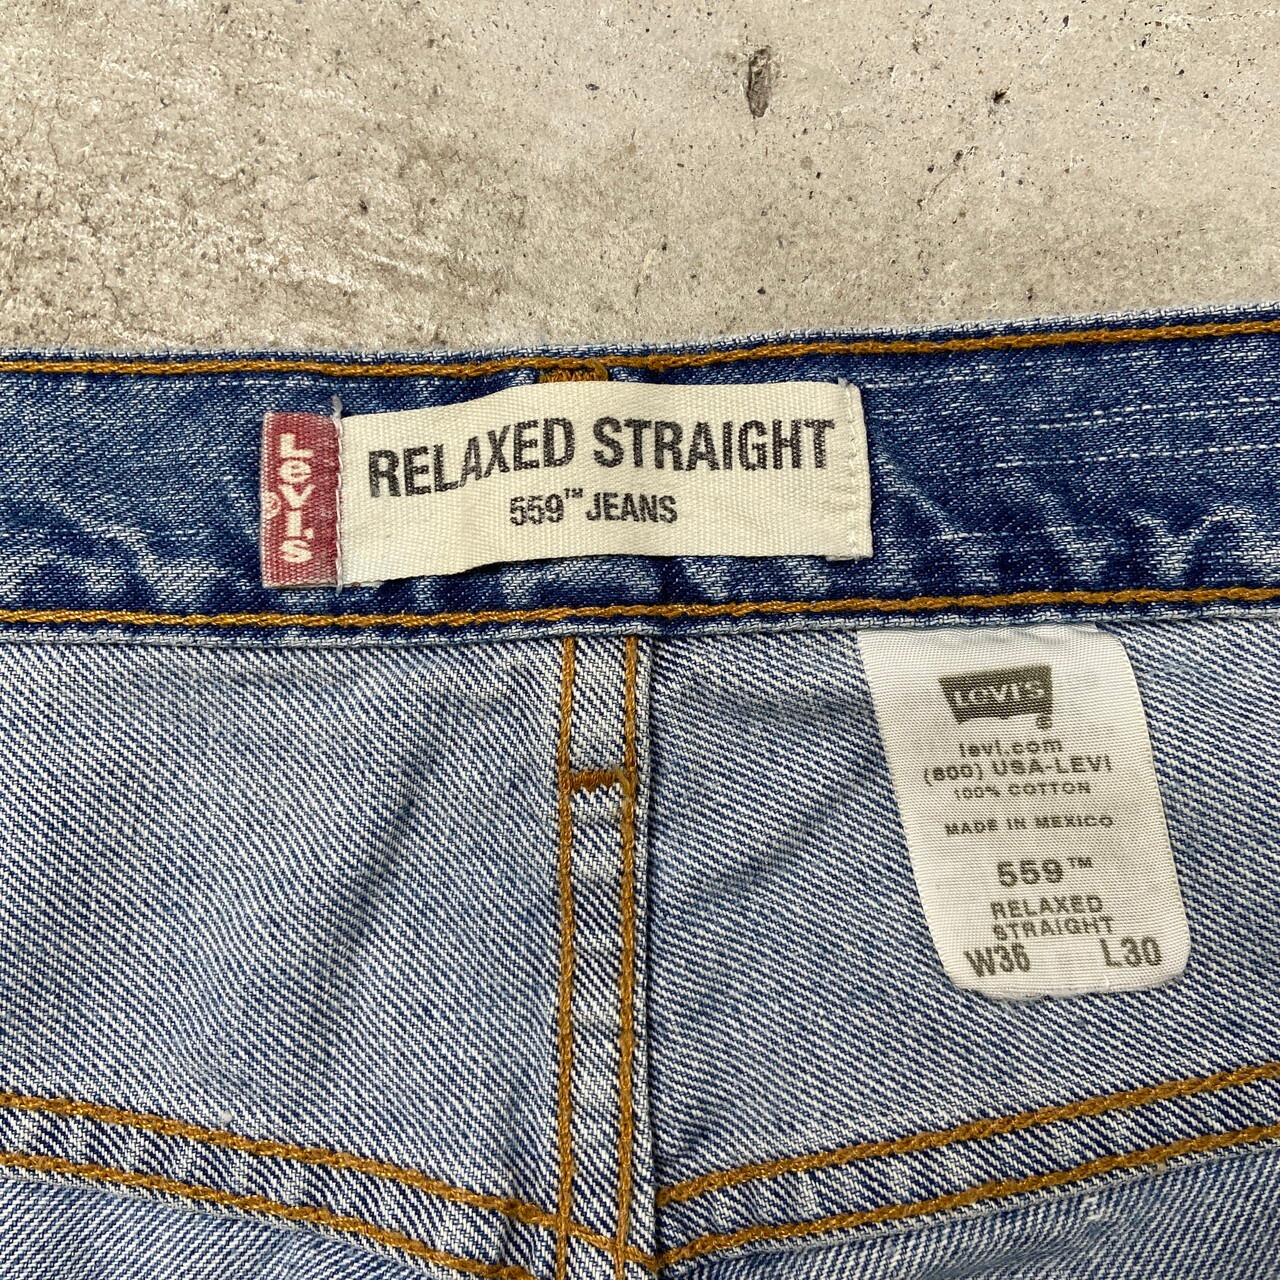 LEVI'S®
RELAXED STRAIGHT
559™ JEANS
LEVI'S
®
levi.com
(800) USA-LEVI
100% COTTON
MADE IN MEXICO
559™
RELAXED
STRAIGHT
W36 L30